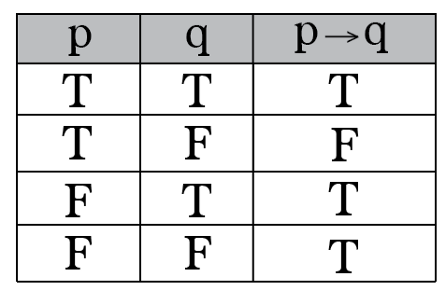 p q p→q
T T T
T F F
F T T
F F T